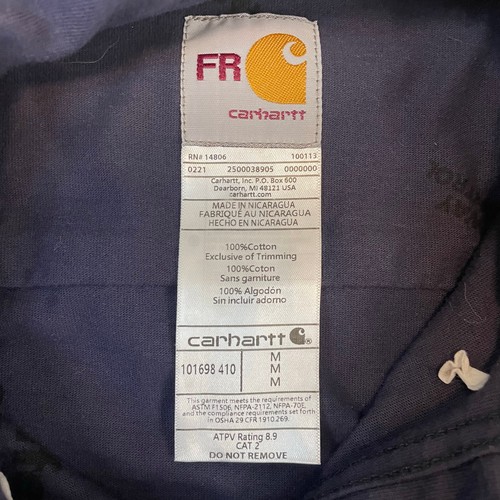 FR
carhartt
RN# 14806 100113
0221 2500038905 0000000
Carhartt, Inc. P.O. Box 600
Dearborn, MI 48121 USA
carhartt.com
MADE IN NICARAGUA
FABRIQUÉ AU NICARAGUA
HECHO EN NICARAGUA
100%Cotton
Exclusive of Trimming
100%Coton
Sans garniture
100% Algodón
Sin incluir adorno
carhartt
101698 410 M
M
M
This garment meets the requirements of
ASTM F1506, NFPA-2112, NFPA-70E,
and the compliance requirements set forth
in OSHA 29 CFR 1910.269.
ATPV Rating 8.9
CAT 2
DO NOT REMOVE